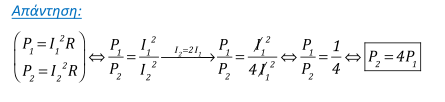 Απάντηση:
(P₁ = I₁²R
P₂ = I₂²R) ⇔ P₁/P₂ = I₁²/I₂² —I₂=2I₁→ P₁/P₂ = I₁²/4I₁² ⇔ P₁/P₂ = 1/4 ⇔ P₂ = 4P₁